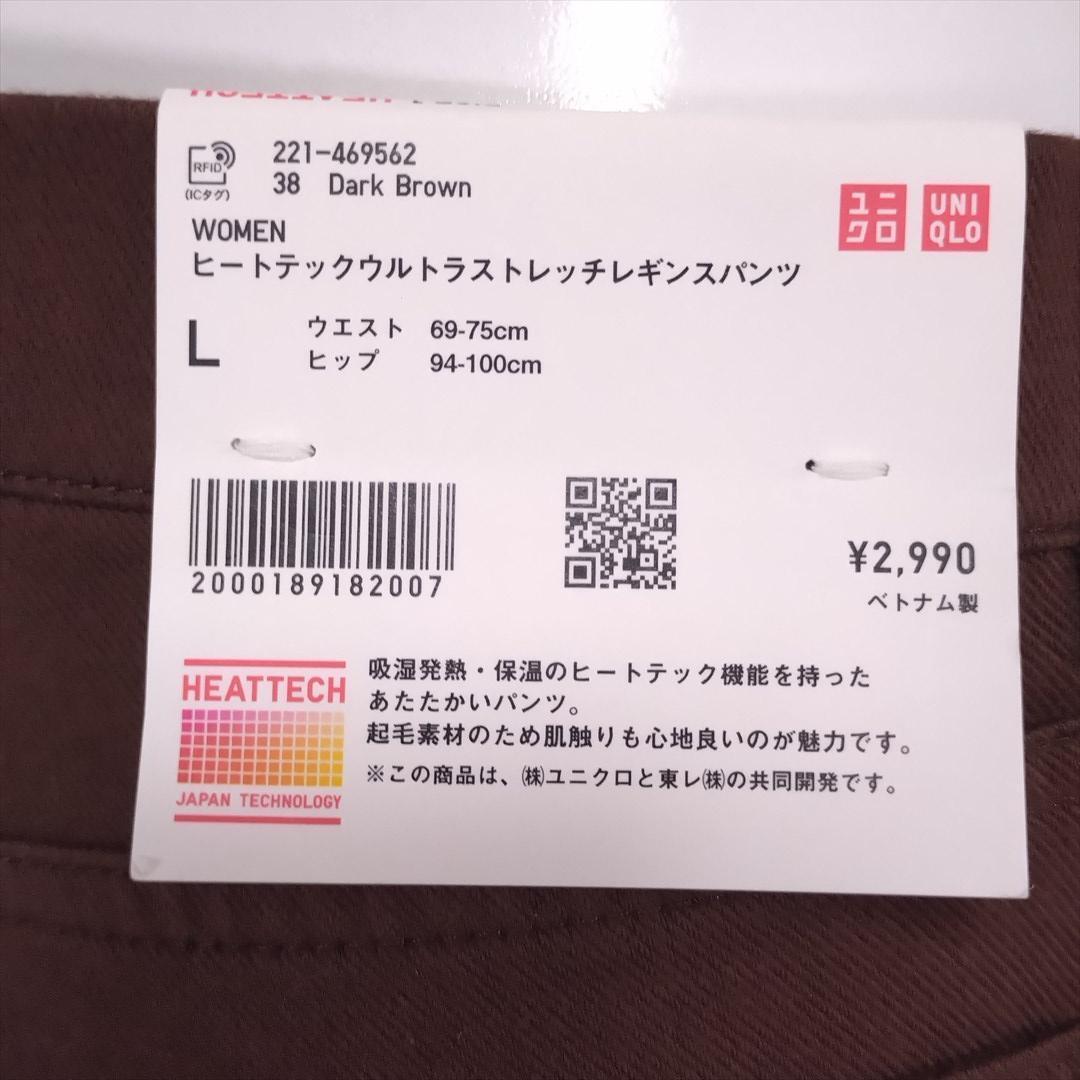 RFID
(ICタグ)
221-469562
38 Dark Brown
WOMEN
ヒートテックウルトラストレッチレギンスパンツ
ユニ
クロ
UNI
QLO
L
ウエスト 69-75cm
ヒップ 94-100cm
2000189182007
¥2,990
ベトナム製
HEATTECH
JAPAN TECHNOLOGY
吸湿発熱・保温のヒートテック機能を持った
あたたかいパンツ。
起毛素材のため肌触りも心地良いのが魅力です。
※この商品は、㈱ユニクロと東レ㈱の共同開発です。